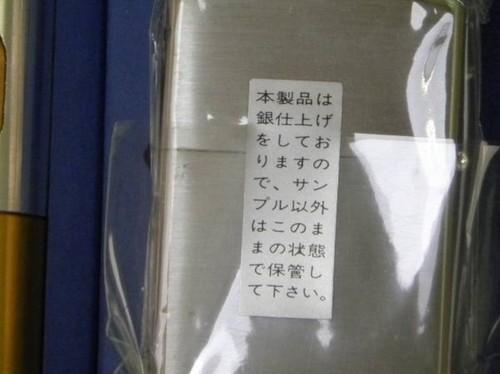 本製品は
銀仕上げ
をしてお
りますの
で、サン
プル以外
はこのま
まの状態
で保管し
て下さい。